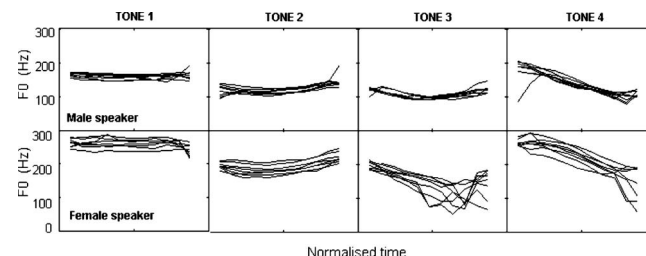 TONE 1 TONE 2 TONE 3 TONE 4
300
200
100
F0 (Hz)
Male speaker
300
200
100
0
F0 (Hz)
Female speaker
Normalised time